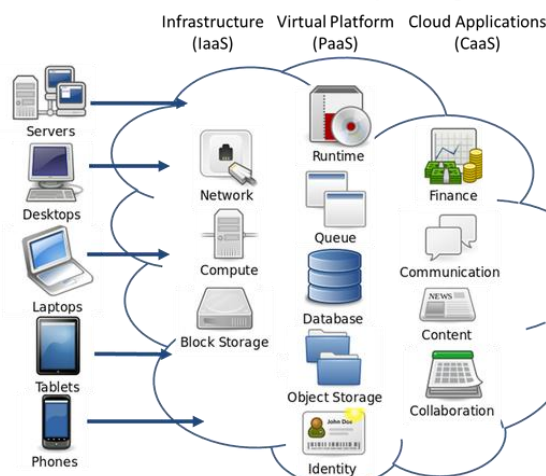 Infrastructure
(IaaS)
Virtual Platform
(PaaS)
Cloud Applications
(CaaS)
Servers
Desktops
Laptops
Tablets
Phones
Network
Compute
Block Storage
Runtime
Queue
Database
Object Storage
John Doe
Identity
Finance
Communication
NEWS
Content
Collaboration